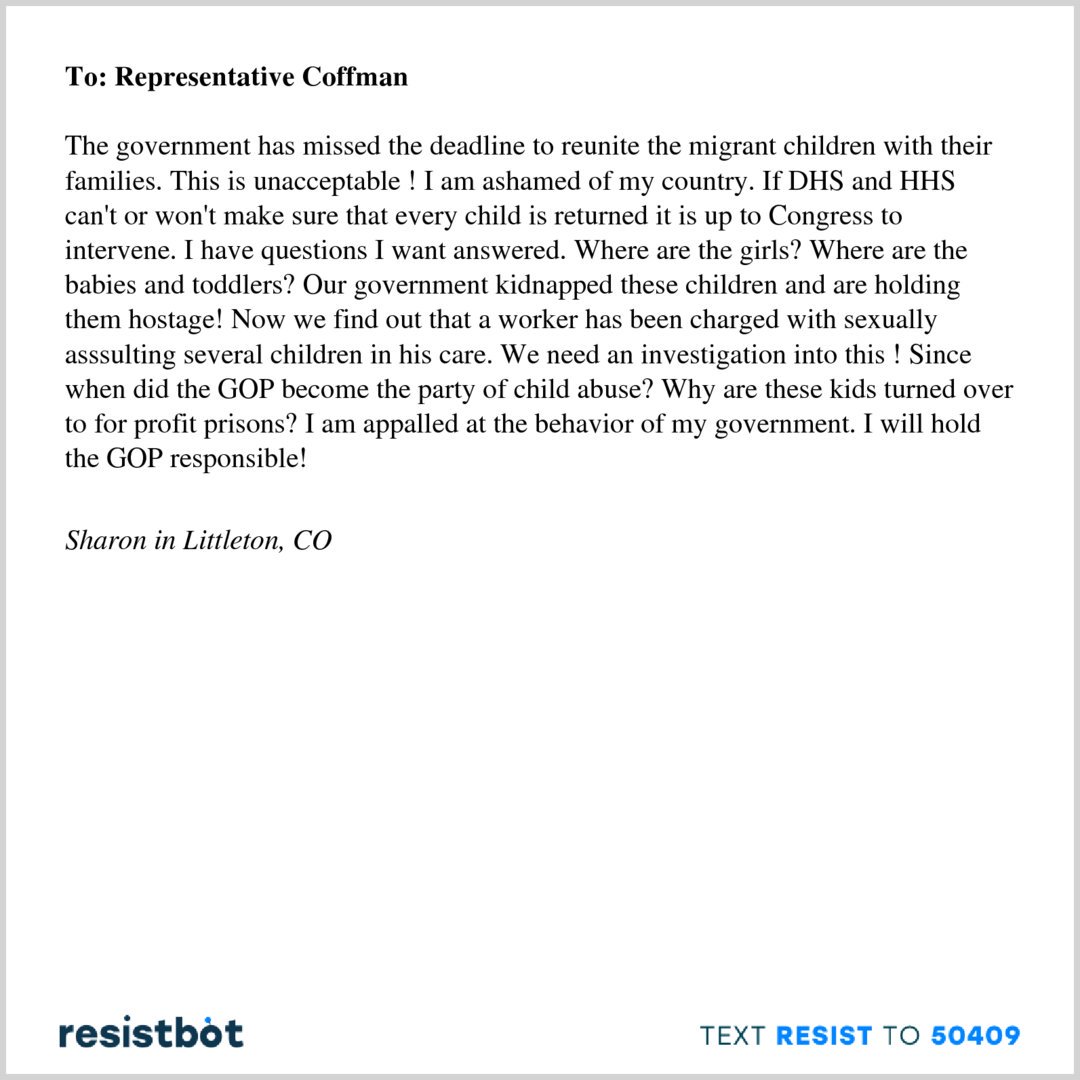 To: Representative Coffman
The government has missed the deadline to reunite the migrant children with their
families. This is unacceptable ! I am ashamed of my country. If DHS and HHS
can't or won't make sure that every child is returned it is up to Congress to
intervene. I have questions I want answered. Where are the girls? Where are the
babies and toddlers? Our government kidnapped these children and are holding
them hostage! Now we find out that a worker has been charged with sexually
asssulting several children in his care. We need an investigation into this ! Since
when did the GOP become the party of child abuse? Why are these kids turned over
to for profit prisons? I am appalled at the behavior of my government. I will hold
the GOP responsible!
Sharon in Littleton, CO
resistbot
TEXT RESIST TO 50409